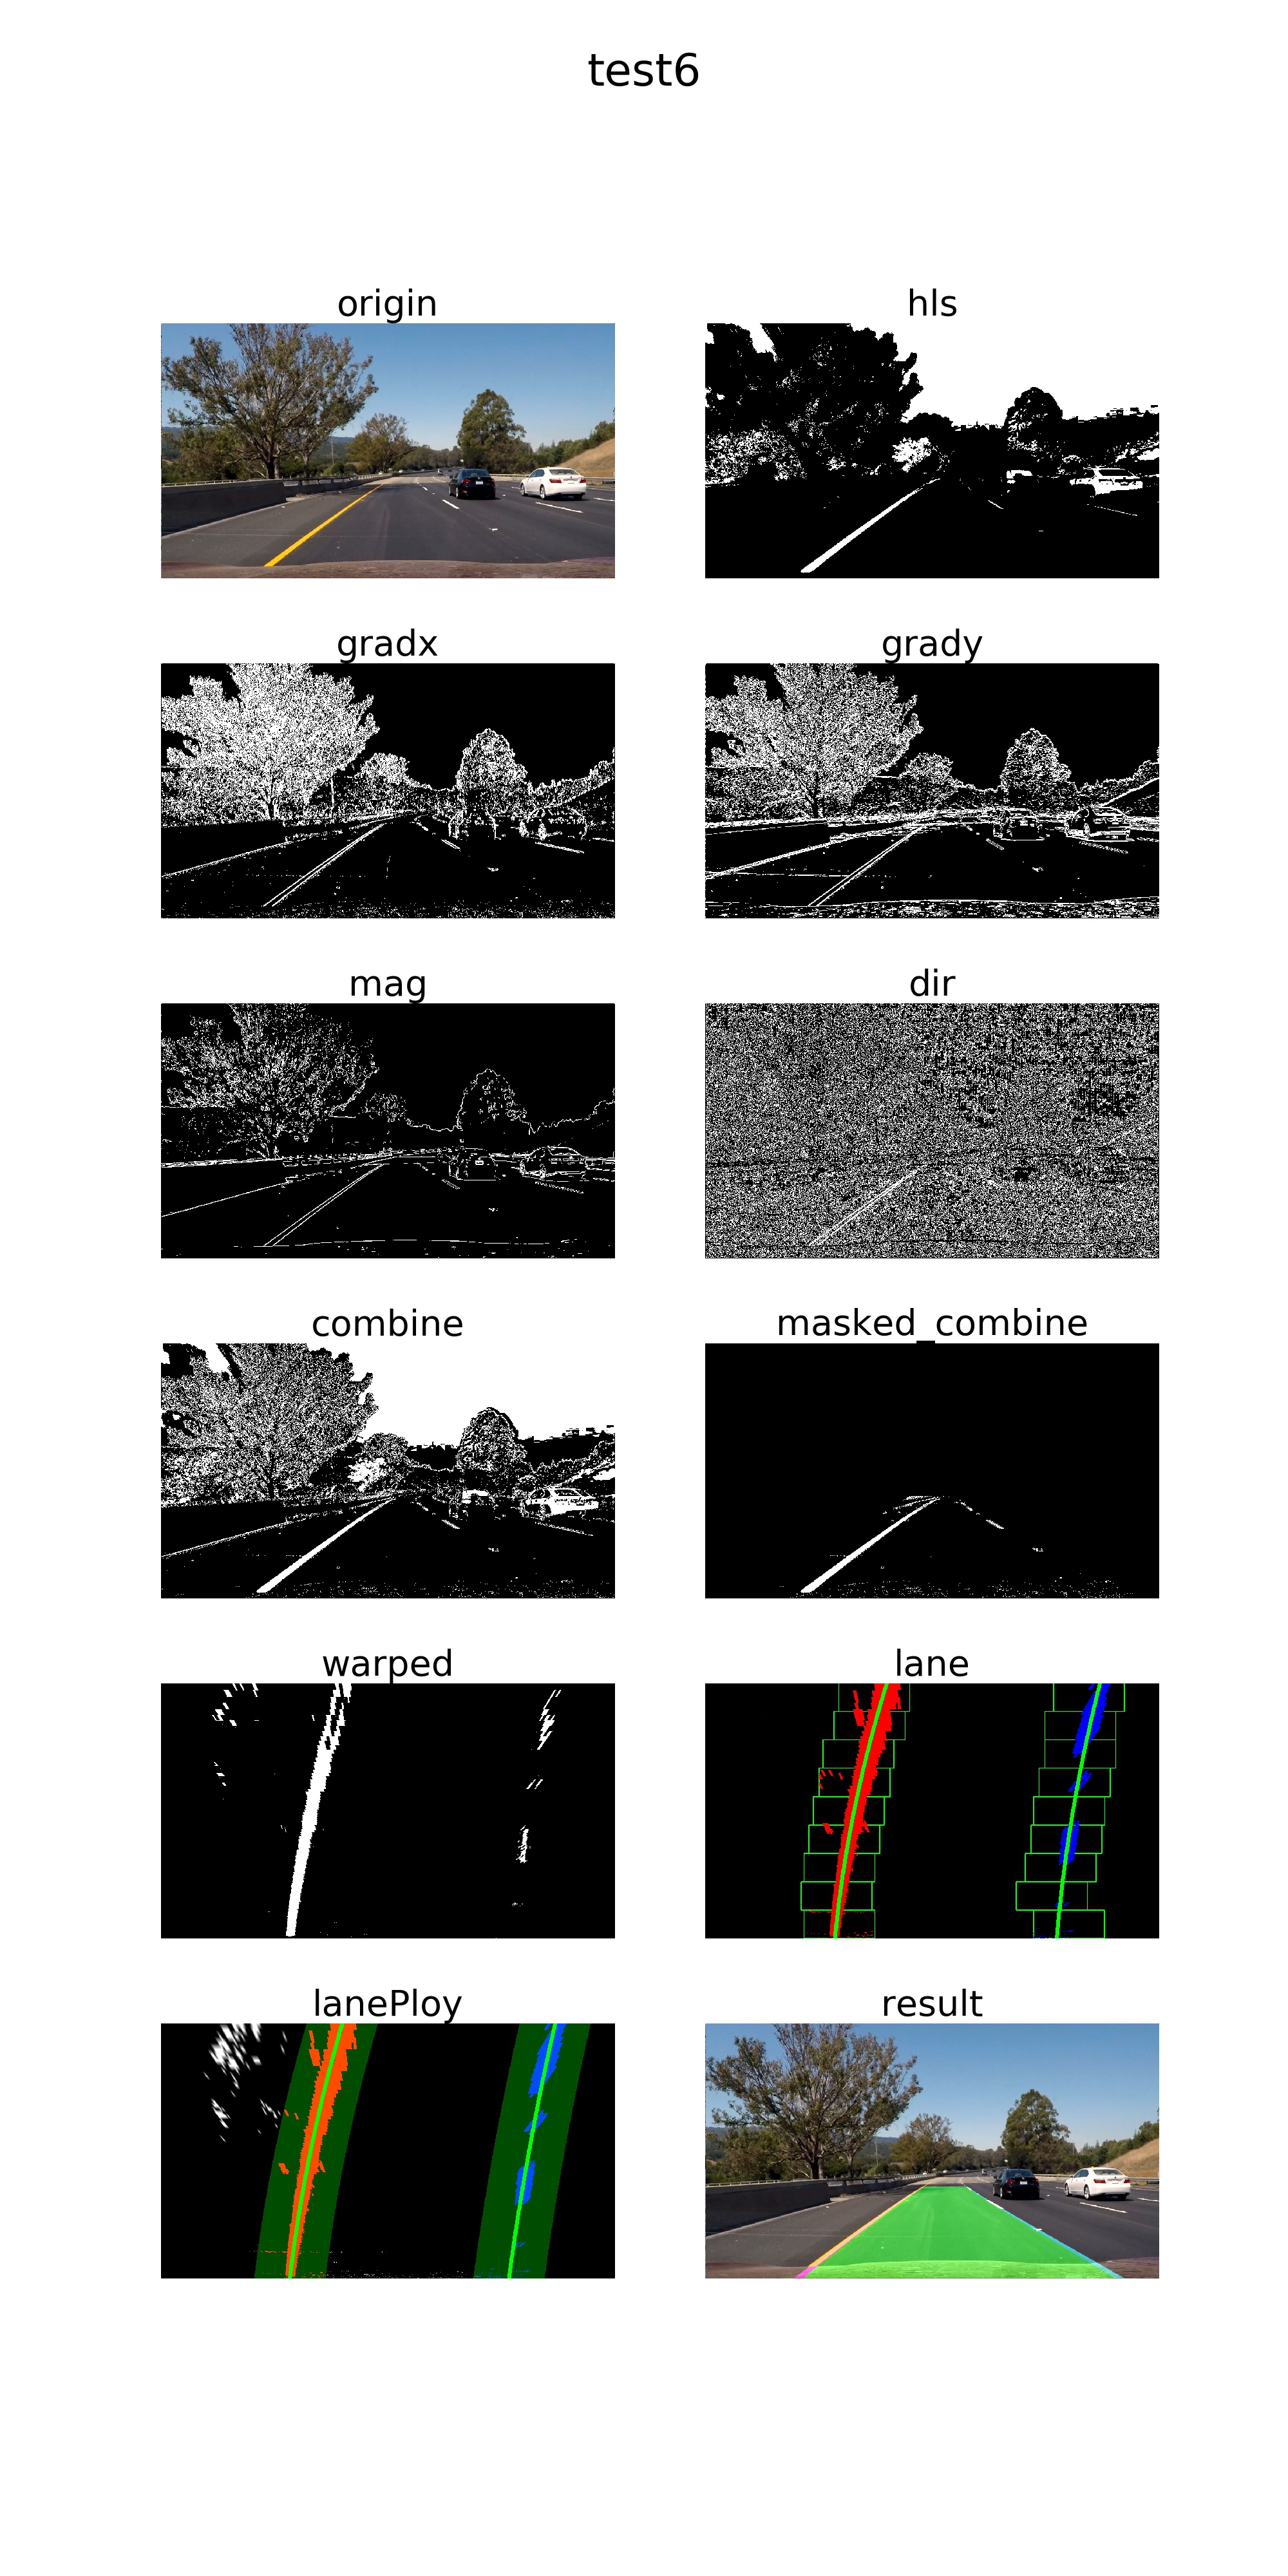 test6
origin
hls
gradx
grady
mag
dir
combine
masked_combine
warped
lane
lanePloy
result